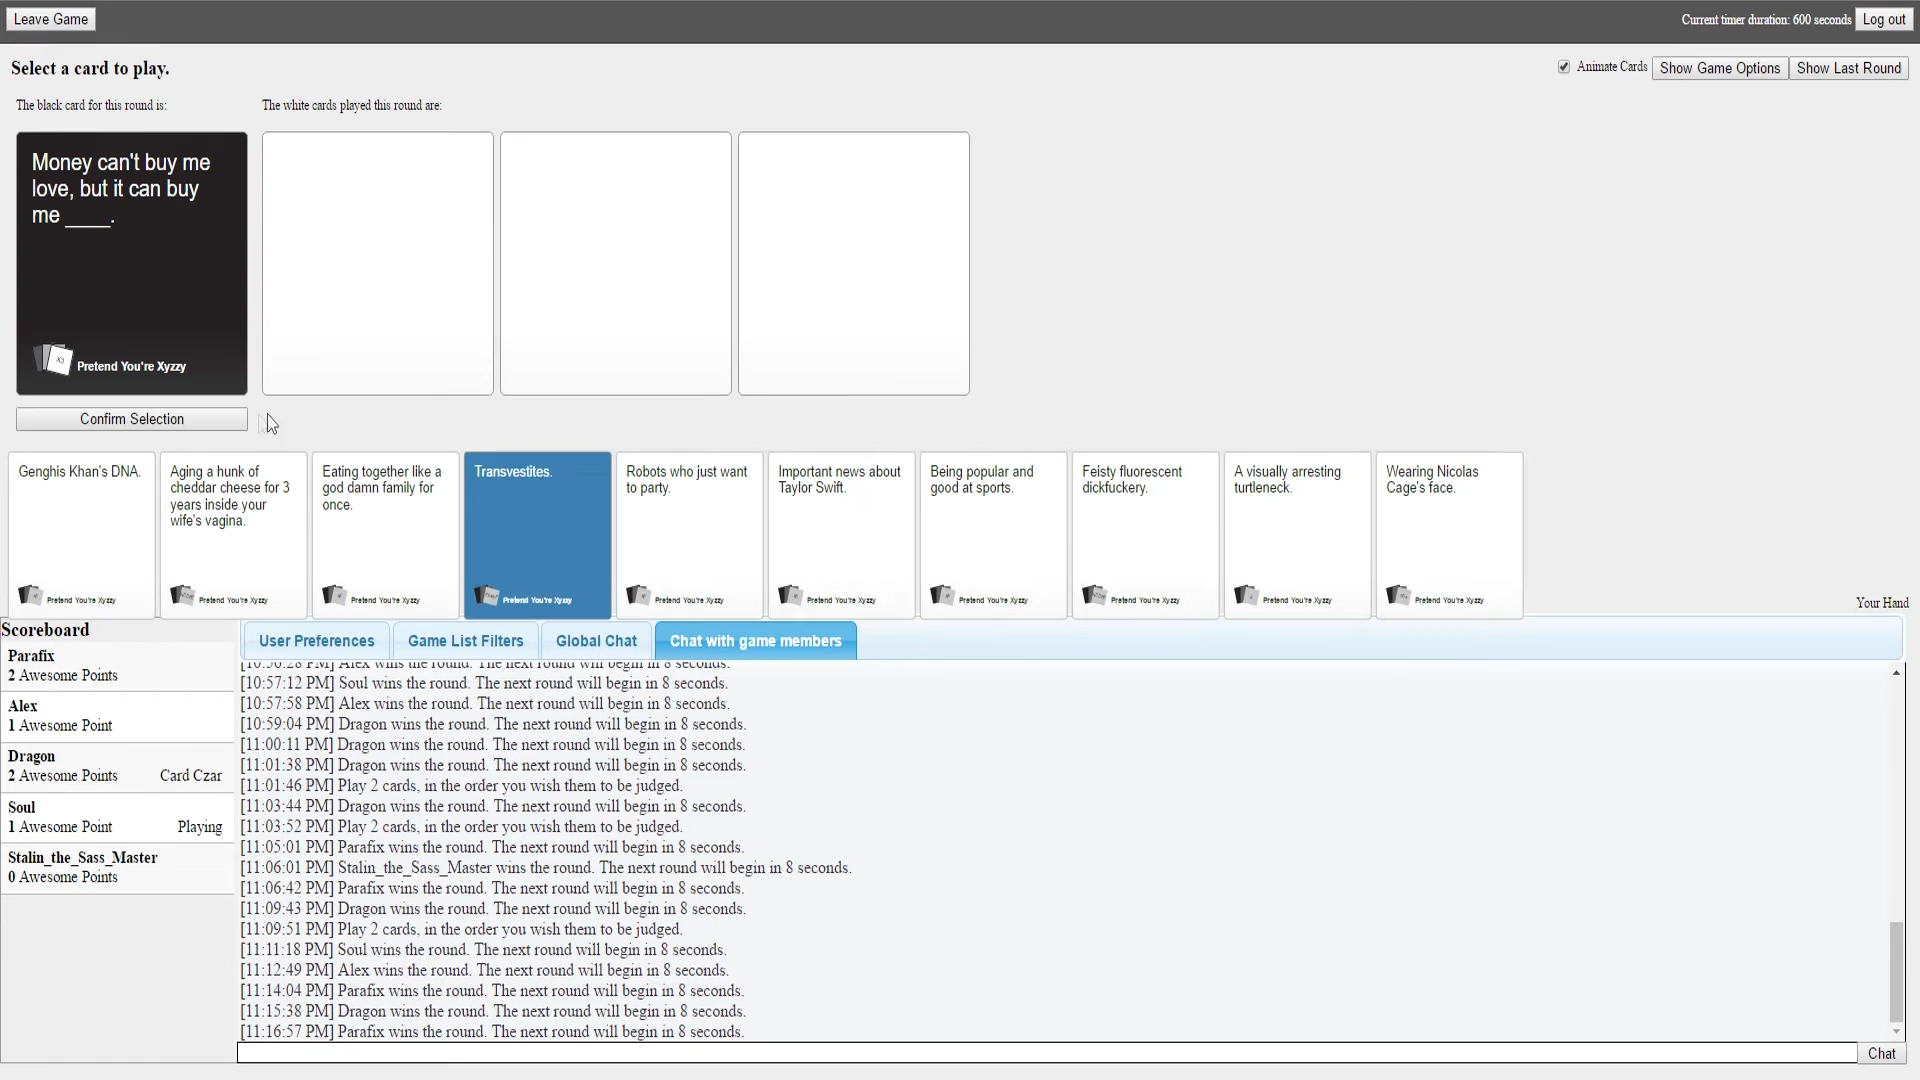 Leave Game
Current timer duration: 600 seconds
Log out
Select a card to play.
Animate Cards
Show Game Options
Show Last Round
The black card for this round is:
The white cards played this round are:
Money can't buy me
love, but it can buy
me ____.
X3
Pretend You're Xyzzy
Confirm Selection
Genghis Khan's DNA.
Pretend You're Xyzzy
Aging a hunk of
cheddar cheese for 3
years inside your
wife's vagina.
Pretend You're Xyzzy
Eating together like a
god damn family for
once.
Pretend You're Xyzzy
Transvestites.
Pretend You're Xyzzy
Robots who just want
to party.
Pretend You're Xyzzy
Important news about
Taylor Swift.
Pretend You're Xyzzy
Being popular and
good at sports.
Pretend You're Xyzzy
Feisty fluorescent
dickfuckery.
Pretend You're Xyzzy
A visually arresting
turtleneck.
Pretend You're Xyzzy
Wearing Nicolas
Cage's face.
Pretend You're Xyzzy
Your Hand
Scoreboard
Parafix
2 Awesome Points
Alex
1 Awesome Point
Dragon
2 Awesome Points Card Czar
Soul
1 Awesome Point Playing
Stalin_the_Sass_Master
0 Awesome Points
User Preferences
Game List Filters
Global Chat
Chat with game members
[10:56:28 PM] Alex wins the round. The next round will begin in 8 seconds.
[10:57:12 PM] Soul wins the round. The next round will begin in 8 seconds.
[10:57:58 PM] Alex wins the round. The next round will begin in 8 seconds.
[10:59:04 PM] Dragon wins the round. The next round will begin in 8 seconds.
[11:00:11 PM] Dragon wins the round. The next round will begin in 8 seconds.
[11:01:38 PM] Dragon wins the round. The next round will begin in 8 seconds.
[11:01:46 PM] Play 2 cards, in the order you wish them to be judged.
[11:03:44 PM] Dragon wins the round. The next round will begin in 8 seconds.
[11:03:52 PM] Play 2 cards, in the order you wish them to be judged.
[11:05:01 PM] Parafix wins the round. The next round will begin in 8 seconds.
[11:06:01 PM] Stalin_the_Sass_Master wins the round. The next round will begin in 8 seconds.
[11:06:42 PM] Parafix wins the round. The next round will begin in 8 seconds.
[11:09:43 PM] Dragon wins the round. The next round will begin in 8 seconds.
[11:09:51 PM] Play 2 cards, in the order you wish them to be judged.
[11:11:18 PM] Soul wins the round. The next round will begin in 8 seconds.
[11:12:49 PM] Alex wins the round. The next round will begin in 8 seconds.
[11:14:04 PM] Parafix wins the round. The next round will begin in 8 seconds.
[11:15:38 PM] Dragon wins the round. The next round will begin in 8 seconds.
[11:16:57 PM] Parafix wins the round. The next round will begin in 8 seconds.
Chat